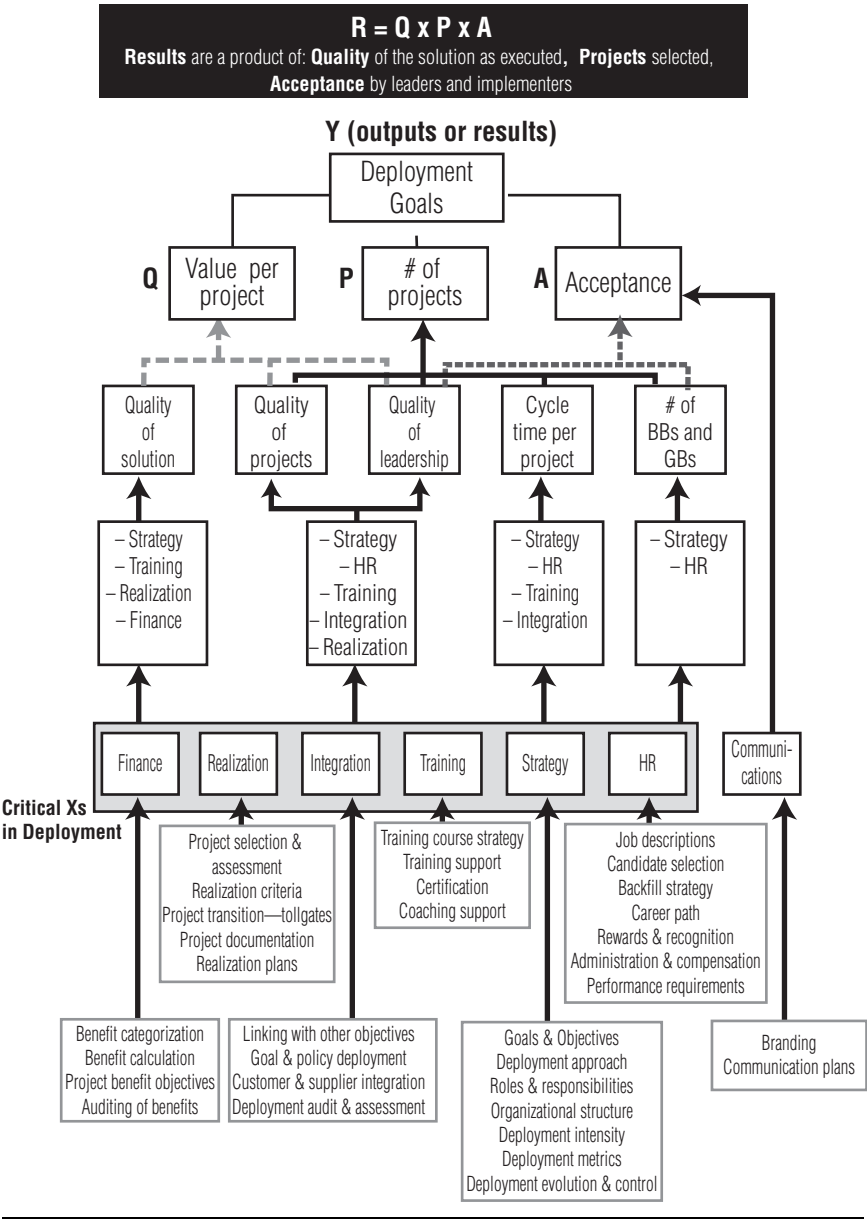 R = Q x P x A
Results are a product of: Quality of the solution as executed, Projects selected,
Acceptance by leaders and implementers
Y (outputs or results)
Deployment
Goals
Q
Value per
project
P
# of
projects
A
Acceptance
Quality
of
solution
Quality
of
projects
Quality
of
leadership
Cycle
time per
project
# of
BBs and
GBs
– Strategy
– Training
– Realization
– Finance
– Strategy
– HR
– Training
– Integration
– Realization
– Strategy
– HR
– Training
– Integration
– Strategy
– HR
Critical Xs
in Deployment
Finance
Realization
Integration
Training
Strategy
HR
Communi-
cations
Project selection &
assessment
Realization criteria
Project transition—tollgates
Project documentation
Realization plans
Training course strategy
Training support
Certification
Coaching support
Job descriptions
Candidate selection
Backfill strategy
Career path
Rewards & recognition
Administration & compensation
Performance requirements
Benefit categorization
Benefit calculation
Project benefit objectives
Auditing of benefits
Linking with other objectives
Goal & policy deployment
Customer & supplier integration
Deployment audit & assessment
Goals & Objectives
Deployment approach
Roles & responsibilities
Organizational structure
Deployment intensity
Deployment metrics
Deployment evolution & control
Branding
Communication plans